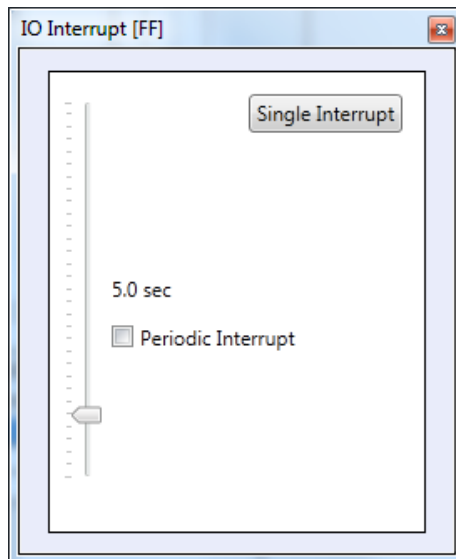 IO Interrupt [FF]
Single Interrupt
5.0 sec
Periodic Interrupt